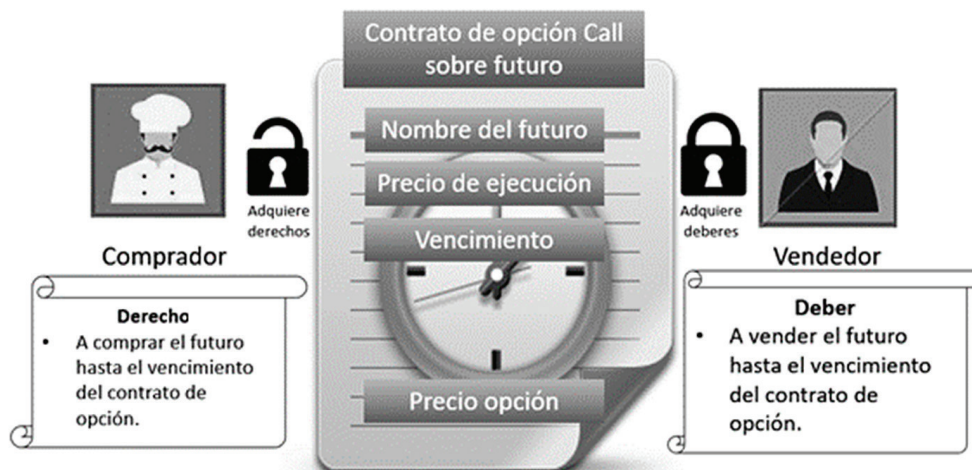 Contrato de opción Call
sobre futuro
Nombre del futuro
Precio de ejecución
Vencimiento
Precio opción
Adquiere
derechos
Comprador
Derecho
• A comprar el futuro
hasta el vencimiento
del contrato de
opción.
Adquiere
deberes
Vendedor
Deber
• A vender el futuro
hasta el vencimiento
del contrato de
opción.